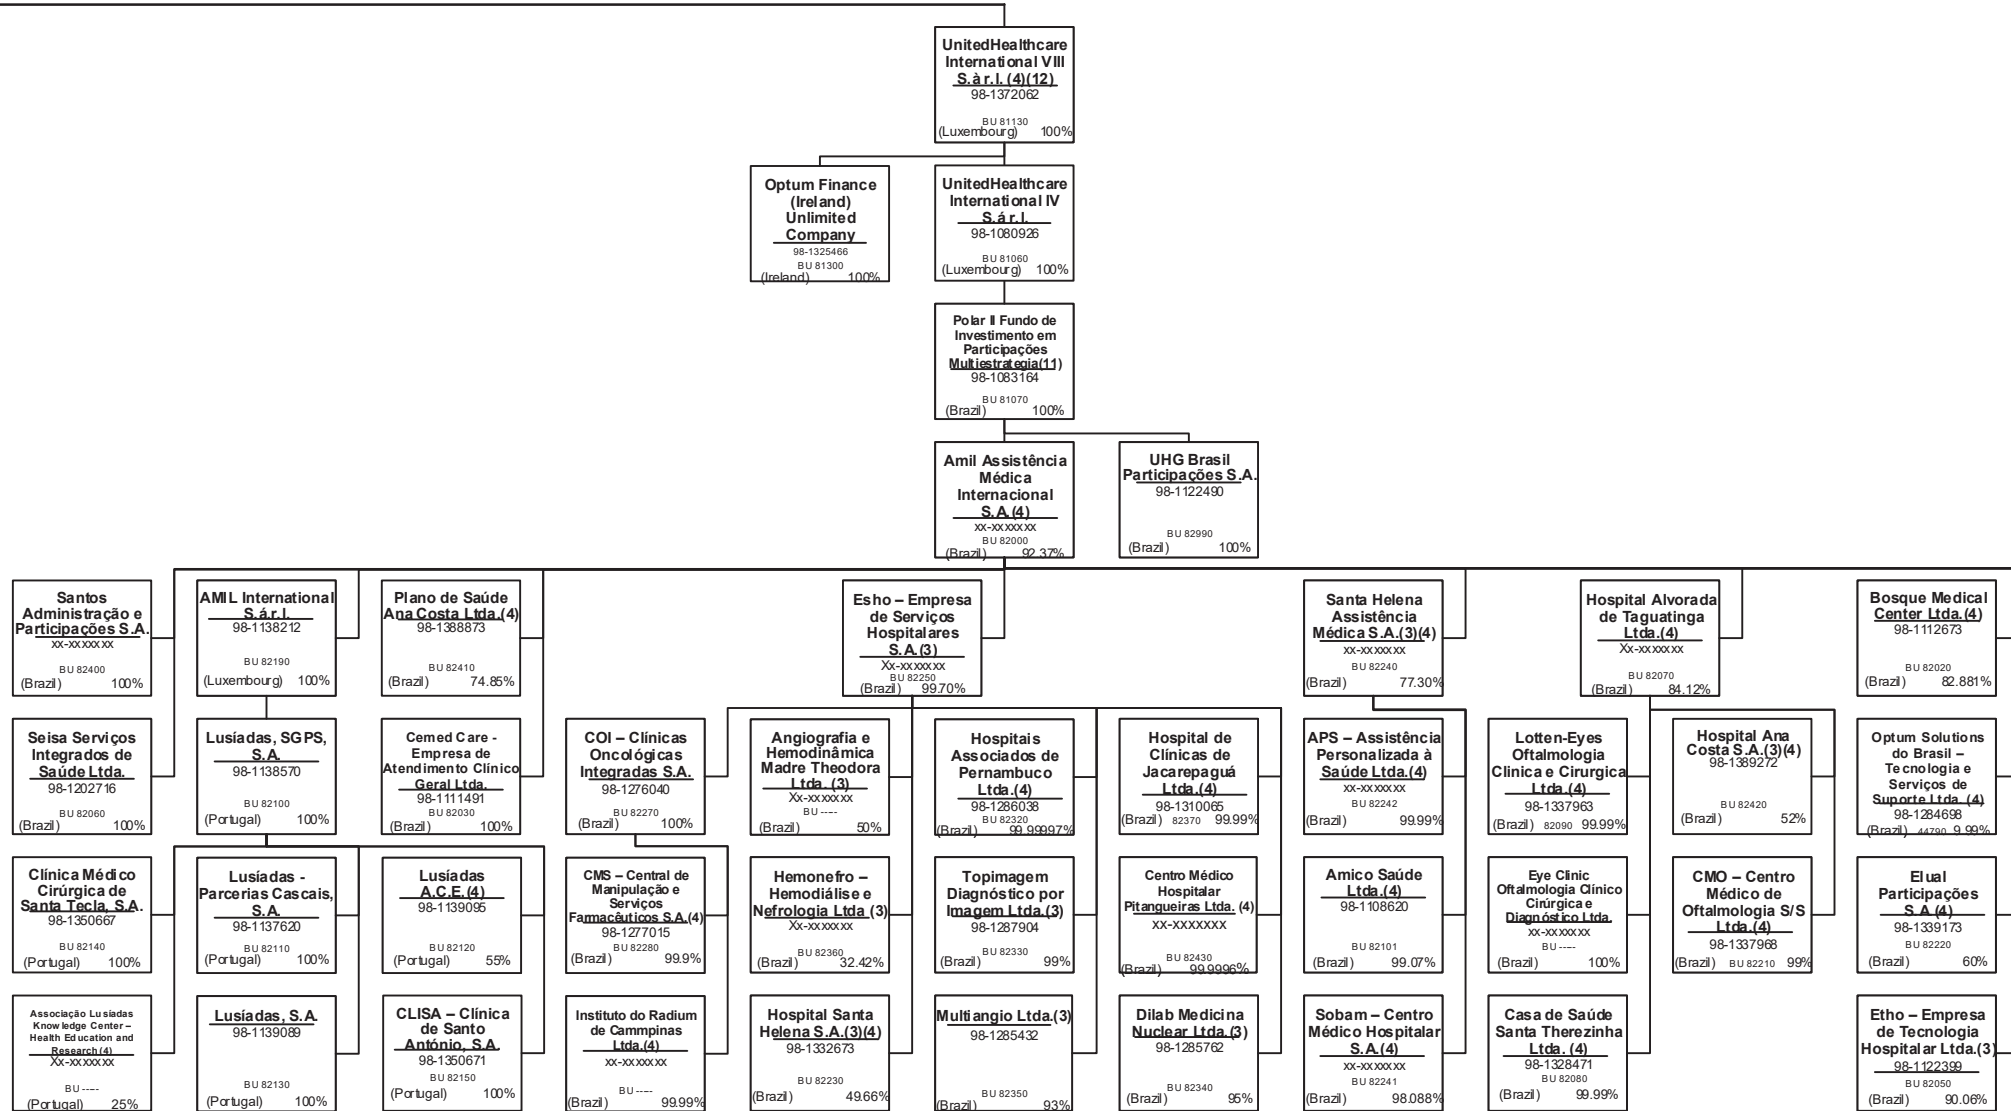 UnitedHealthcare
International VIII
S.à r.l. (4)(12)
98-1372062
BU 81130
(Luxembourg) 100%
Optum Finance
(Ireland)
Unlimited
Company
98-1325466
BU 81300
(Ireland) 100%
UnitedHealthcare
International IV
S.á r.l.
98-1080926
BU 81060
(Luxembourg) 100%
Polar II Fundo de
Investimento em
Participações
Multiestrategia(11)
98-1083164
BU 81070
(Brazil) 100%
Amil Assistência
Médica
Internacional
S.A.(4)
xx-xxxxxxx
BU 82000
(Brazil) 92.37%
UHG Brasil
Participações S.A.
98-1122490
BU 82990
(Brazil) 100%
Santos
Administração e
Participações S.A.
xx-xxxxxxx
BU 82400
(Brazil) 100%
AMIL International
S.á.r.l.
98-1138212
BU 82190
(Luxembourg) 100%
Plano de Saúde
Ana Costa Ltda.(4)
98-1388873
BU 82410
(Brazil) 74.85%
Esho – Empresa
de Serviços
Hospitalares
S.A.(3)
Xx-xxxxxxx
BU 82250
(Brazil) 99.70%
Santa Helena
Assistência
Médica S.A.(3)(4)
xx-xxxxxxx
BU 82240
(Brazil) 77.30%
Hospital Alvorada
de Taguatinga
Ltda.(4)
Xx-xxxxxxx
BU 82070
(Brazil) 84.12%
Bosque Medical
Center Ltda.(4)
98-1112673
BU 82020
(Brazil) 82.881%
Seisa Serviços
Integrados de
Saúde Ltda.
98-1202716
BU 82060
(Brazil) 100%
Lusíadas, SGPS,
S.A.
98-1138570
BU 82100
(Portugal) 100%
Cemed Care -
Empresa de
Atendimento Clínico
Geral Ltda.
98-1111491
BU 82030
(Brazil) 100%
COI – Clínicas
Oncológicas
Integradas S.A.
98-1276040
BU 82270
(Brazil) 100%
Angiografia e
Hemodinâmica
Madre Theodora
Ltda. (3)
Xx-xxxxxxx
BU -----
(Brazil) 50%
Hospitais
Associados de
Pernambuco
Ltda.(4)
98-1286038
BU 82320
(Brazil) 99.99997%
Hospital de
Clínicas de
Jacarepaguá
Ltda.(4)
98-1310065
(Brazil) 82370 99.99%
APS – Assistência
Personalizada à
Saúde Ltda.(4)
xx-xxxxxxx
BU 82242
(Brazil) 99.99%
Lotten-Eyes
Oftalmologia
Clinica e Cirurgica
Ltda.(4)
98-1337963
(Brazil) 82090 99.99%
Hospital Ana
Costa S.A.(3)(4)
98-1389272
BU 82420
(Brazil) 52%
Optum Solutions
do Brasil –
Tecnologia e
Serviços de
Suporte Ltda. (4)
98-1284698
(Brazil) 44790 9.99%
Clínica Médico
Cirúrgica de
Santa Tecla, S.A.
98-1350667
BU 82140
(Portugal) 100%
Lusíadas -
Parcerias Cascais,
S.A.
98-1137620
BU 82110
(Portugal) 100%
Lusíadas
A.C.E.(4)
98-1139095
BU 82120
(Portugal) 55%
CMS – Central de
Manipulação e
Serviços
Farmacêuticos S.A.(4)
98-1277015
BU 82280
(Brazil) 99.9%
Hemonefro –
Hemodiálise e
Nefrologia Ltda (3)
Xx-xxxxxxx
BU 82360
(Brazil) 32.42%
Topimagem
Diagnóstico por
Imagem Ltda.(3)
98-1287904
BU 82330
(Brazil) 99%
Centro Médico
Hospitalar
Pitangueiras Ltda. (4)
xx-xxxxxxx
BU 82430
(Brazil) 99.9996%
Amico Saúde
Ltda.(4)
98-1108620
BU 82101
(Brazil) 99.07%
Eye Clinic
Oftalmologia Clínico
Cirúrgica e
Diagnóstico Ltda.
xx-xxxxxxx
BU -----
(Brazil) 100%
CMO – Centro
Médico de
Oftalmologia S/S
Ltda.(4)
98-1337968
(Brazil) BU 82210 99%
Elual
Participações
S.A.(4)
98-1339173
BU 82220
(Brazil) 60%
Associação Lusiadas
Knowledge Center –
Health Education and
Research(4)
Xx-xxxxxxx
BU -----
(Portugal) 25%
Lusíadas, S.A.
98-1139089
BU 82130
(Portugal) 100%
CLISA – Clínica
de Santo
António, S.A.
98-1350671
BU 82150
(Portugal) 100%
Instituto do Radium
de Cammpinas
Ltda.(4)
xx-xxxxxxx
BU -----
(Brazil) 99.99%
Hospital Santa
Helena S.A.(3)(4)
98-1332673
BU 82230
(Brazil) 49.66%
Multiangio Ltda.(3)
98-1285432
BU 82350
(Brazil) 93%
Dilab Medicina
Nuclear Ltda.(3)
98-1285762
BU 82340
(Brazil) 95%
Sobam – Centro
Médico Hospitalar
S.A.(4)
xx-xxxxxxx
BU 82241
(Brazil) 98.088%
Casa de Saúde
Santa Therezinha
Ltda. (4)
98-1328471
BU 82080
(Brazil) 99.99%
Etho – Empresa
de Tecnologia
Hospitalar Ltda.(3)
98-1122399
BU 82050
(Brazil) 90.06%